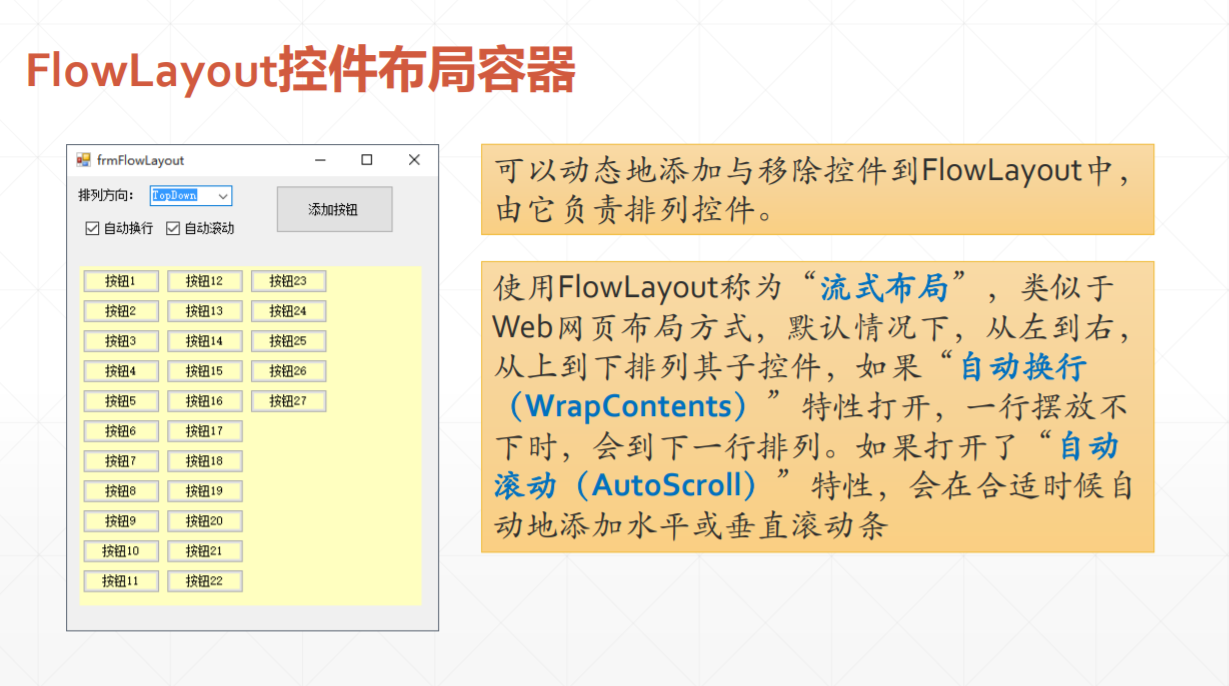 FlowLayout控件布局容器
frmFlowLayout
排列方向： TopDown
添加按钮
自动换行 自动滚动
按钮1 按钮12 按钮23
按钮2 按钮13 按钮24
按钮3 按钮14 按钮25
按钮4 按钮15 按钮26
按钮5 按钮16 按钮27
按钮6 按钮17
按钮7 按钮18
按钮8 按钮19
按钮9 按钮20
按钮10 按钮21
按钮11 按钮22
可以动态地添加与移除控件到FlowLayout中，
由它负责排列控件。
使用FlowLayout称为“流式布局”，类似于
Web网页布局方式，默认情况下，从左到右，
从上到下排列其子控件，如果“自动换行
（WrapContents）”特性打开，一行摆放不
下时，会到下一行排列。如果打开了“自动
滚动（AutoScroll）”特性，会在合适时候自
动地添加水平或垂直滚动条